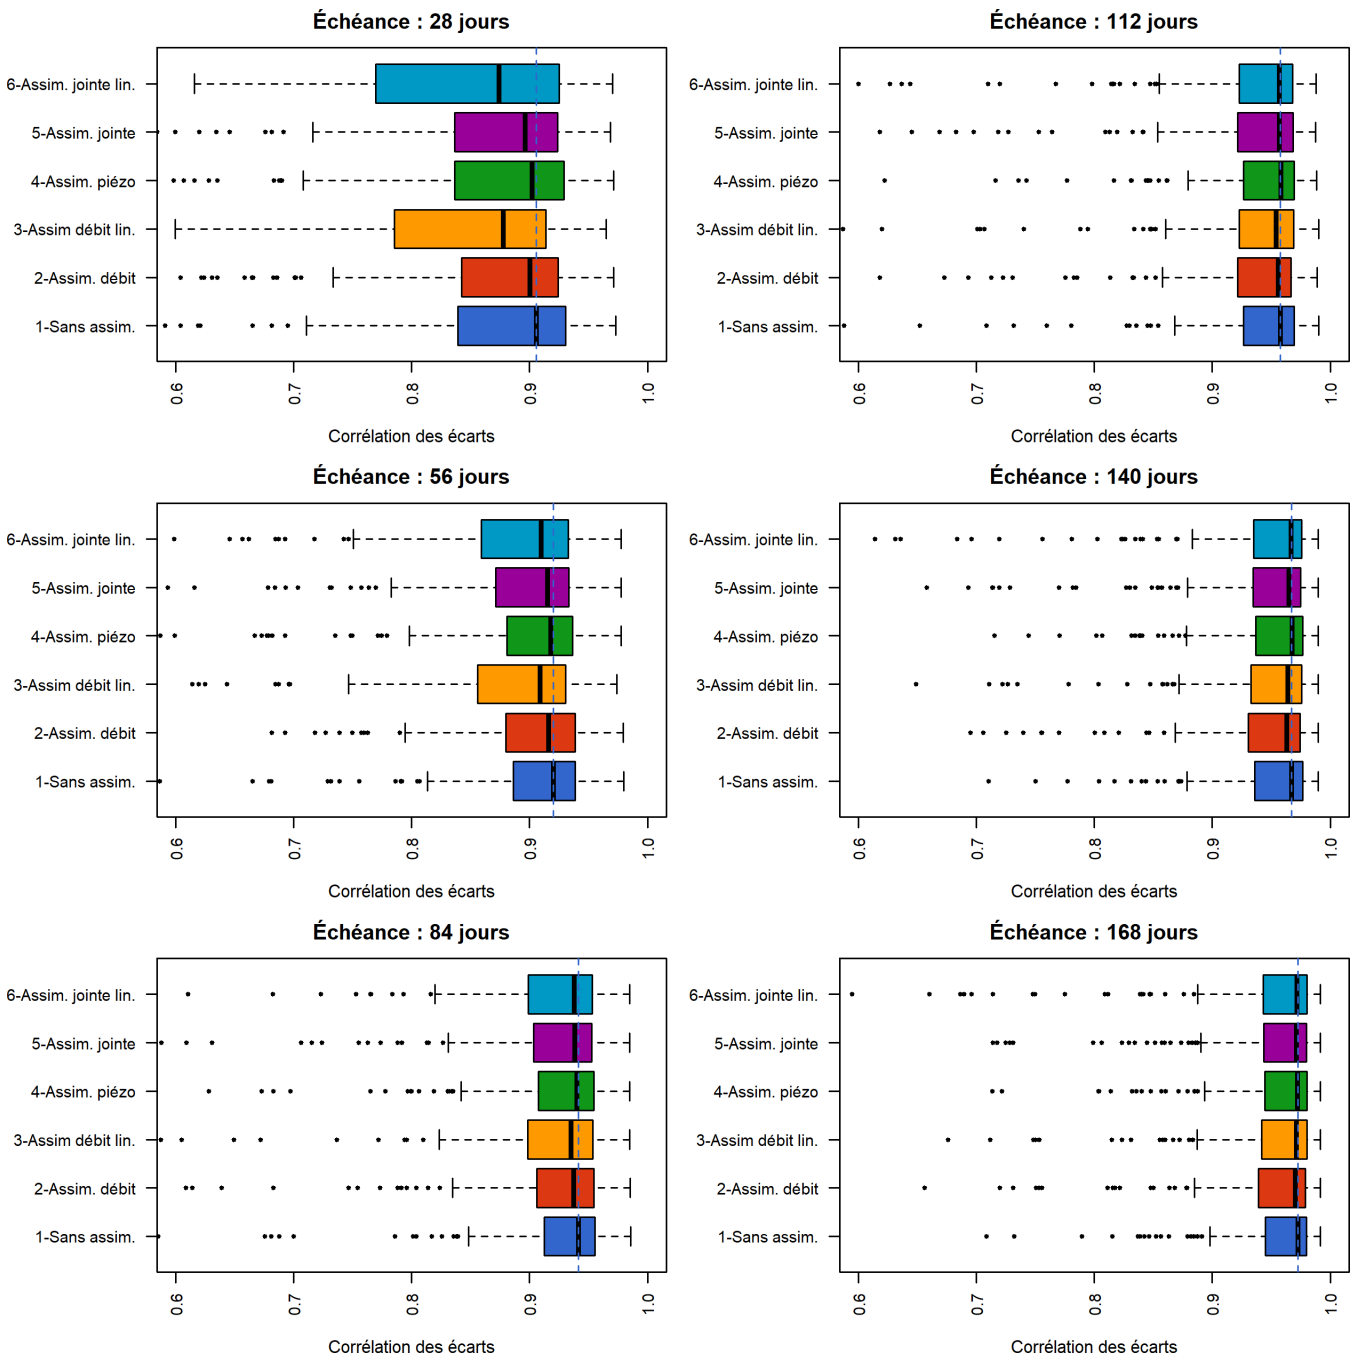 Échéance : 28 jours
6-Assim. jointe lin.
5-Assim. jointe
4-Assim. piézo
3-Assim débit lin.
2-Assim. débit
1-Sans assim.
0.6 0.7 0.8 0.9 1.0
Corrélation des écarts
Échéance : 112 jours
6-Assim. jointe lin.
5-Assim. jointe
4-Assim. piézo
3-Assim débit lin.
2-Assim. débit
1-Sans assim.
0.6 0.7 0.8 0.9 1.0
Corrélation des écarts
Échéance : 56 jours
6-Assim. jointe lin.
5-Assim. jointe
4-Assim. piézo
3-Assim débit lin.
2-Assim. débit
1-Sans assim.
0.6 0.7 0.8 0.9 1.0
Corrélation des écarts
Échéance : 140 jours
6-Assim. jointe lin.
5-Assim. jointe
4-Assim. piézo
3-Assim débit lin.
2-Assim. débit
1-Sans assim.
0.6 0.7 0.8 0.9 1.0
Corrélation des écarts
Échéance : 84 jours
6-Assim. jointe lin.
5-Assim. jointe
4-Assim. piézo
3-Assim débit lin.
2-Assim. débit
1-Sans assim.
0.6 0.7 0.8 0.9 1.0
Corrélation des écarts
Échéance : 168 jours
6-Assim. jointe lin.
5-Assim. jointe
4-Assim. piézo
3-Assim débit lin.
2-Assim. débit
1-Sans assim.
0.6 0.7 0.8 0.9 1.0
Corrélation des écarts